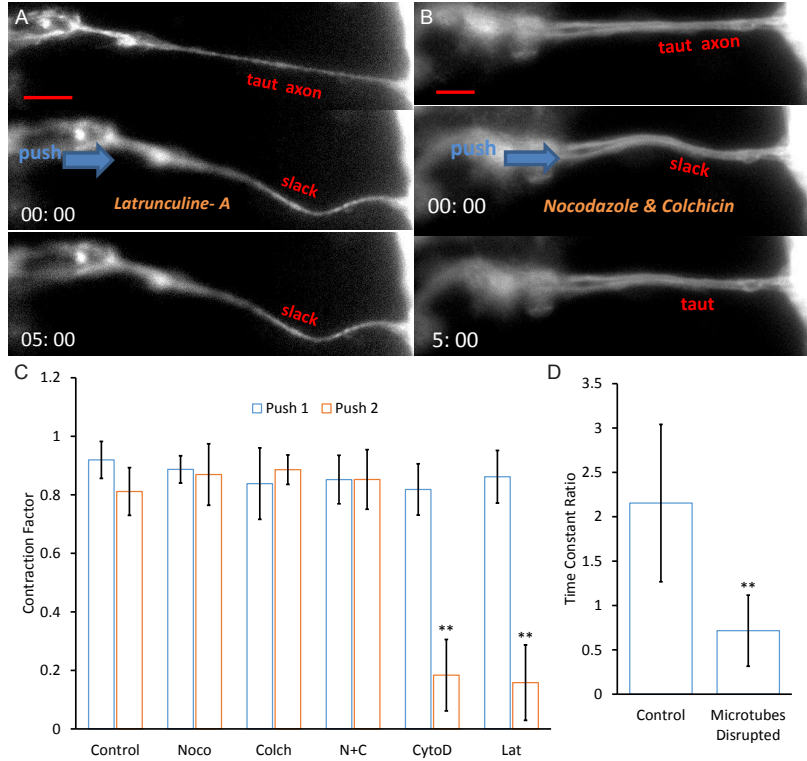 A
taut axon
push
slack
Latrunculine- A
00: 00
slack
05: 00
B
taut axon
push
slack
00: 00
Nocodazole & Colchicin
taut
5: 00
C
1.2
1
0.8
0.6
0.4
0.2
0
Contraction Factor
Push 1 Push 2
**
**
Control Noco Colch N+C CytoD Lat
D
3.5
3
2.5
2
1.5
1
0.5
0
Time Constant Ratio
**
Control Microtubes
Disrupted